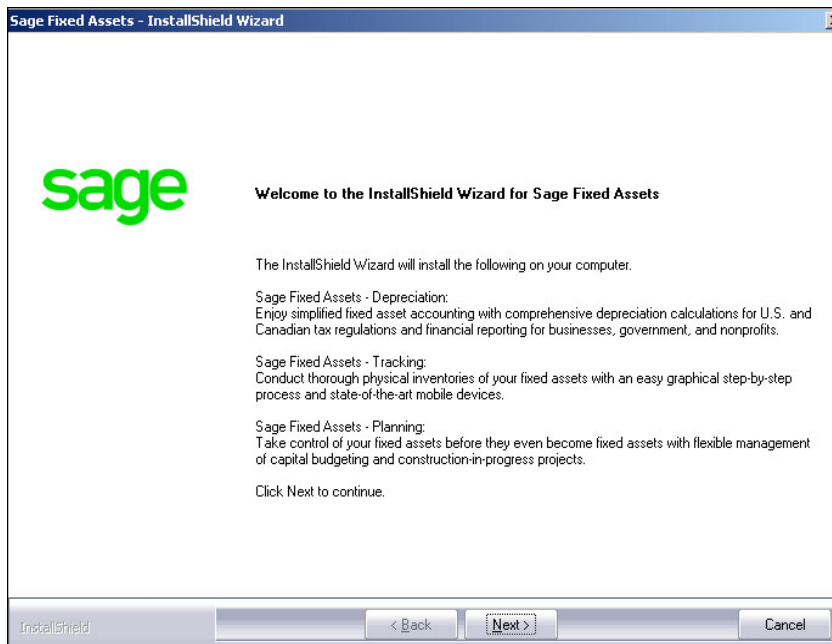 Sage Fixed Assets - InstallShield Wizard
sage
Welcome to the InstallShield Wizard for Sage Fixed Assets
The InstallShield Wizard will install the following on your computer.
Sage Fixed Assets - Depreciation:
Enjoy simplified fixed asset accounting with comprehensive depreciation calculations for U.S. and
Canadian tax regulations and financial reporting for businesses, government, and nonprofits.
Sage Fixed Assets - Tracking:
Conduct thorough physical inventories of your fixed assets with an easy graphical step-by-step
process and state-of-the-art mobile devices.
Sage Fixed Assets - Planning:
Take control of your fixed assets before they even become fixed assets with flexible management
of capital budgeting and construction-in-progress projects.
Click Next to continue.
InstallShield
< Back
Next >
Cancel